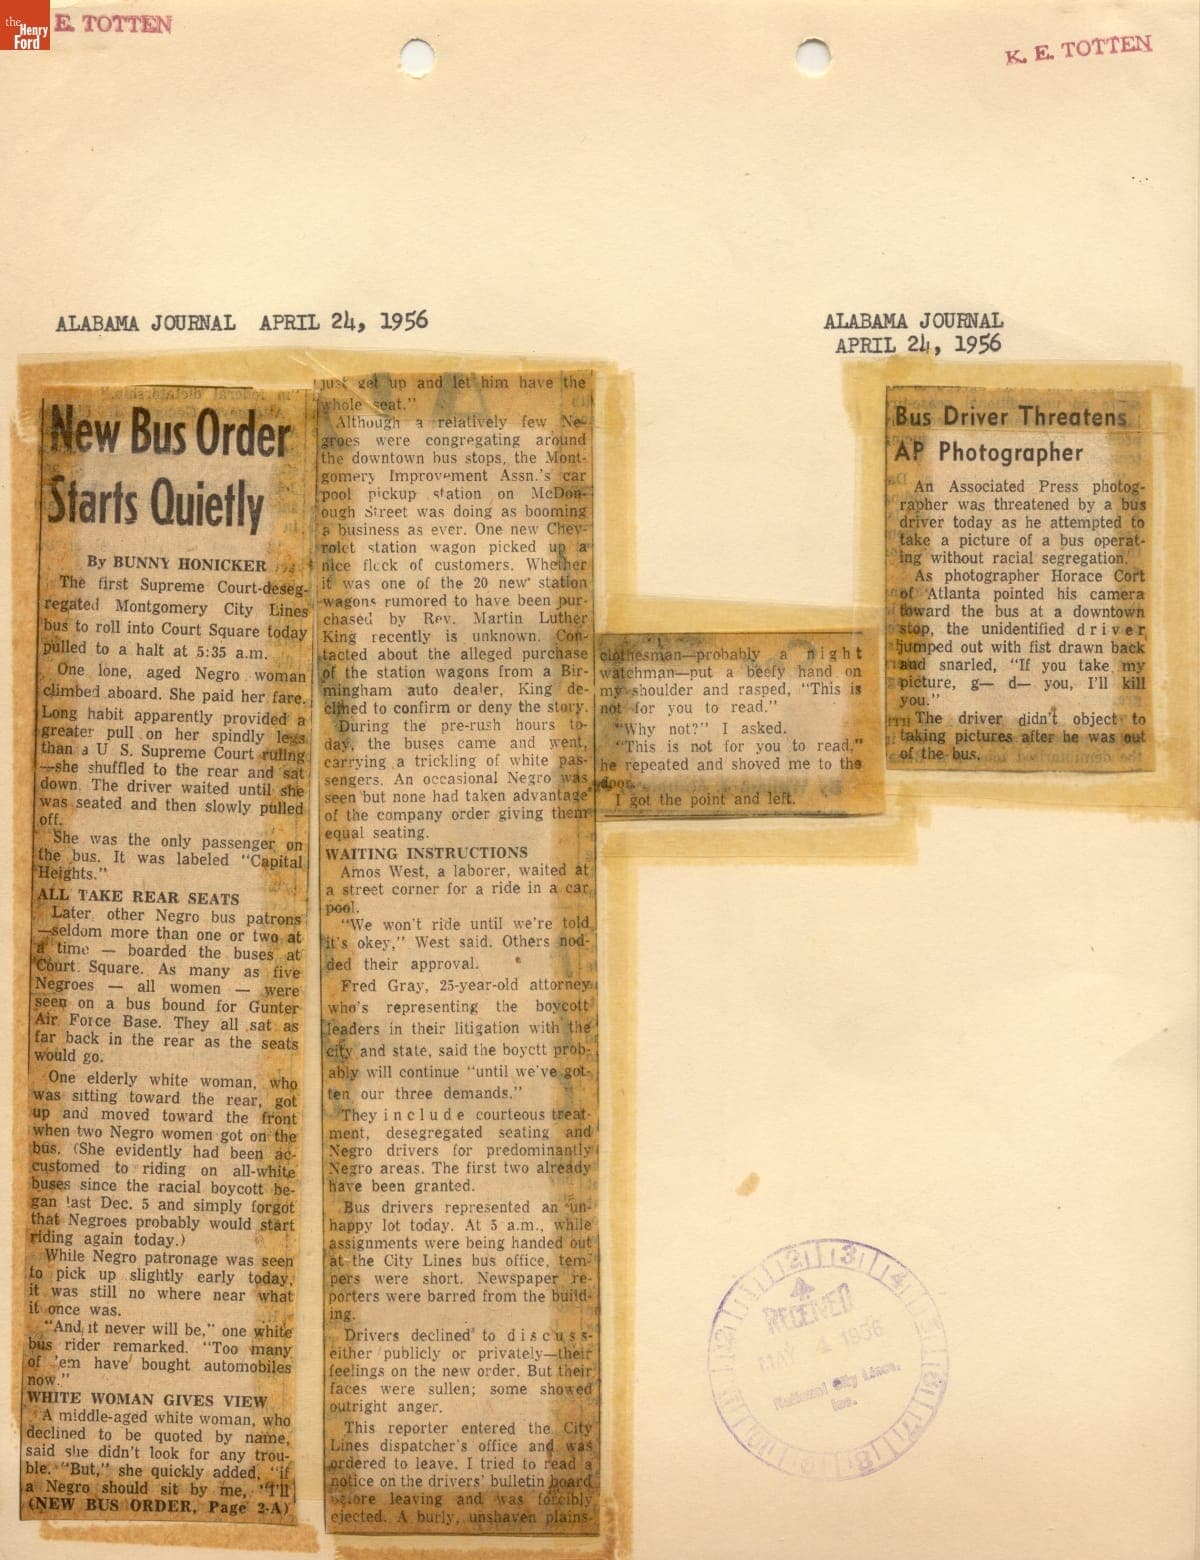 the
Henry
Ford
E. TOTTEN
K. E. TOTTEN
ALABAMA JOURNAL APRIL 24, 1956
New Bus Order
Starts Quietly
By BUNNY HONICKER
The first Supreme Court-deseg-
regated Montgomery City Lines
bus to roll into Court Square today
pulled to a halt at 5:35 a.m.
One lone, aged Negro woman
climbed aboard. She paid her fare.
Long habit apparently provided a
greater pull on her spindly legs
than a U S. Supreme Court ruling
—she shuffled to the rear and sat
down. The driver waited until she
was seated and then slowly pulled
off.
She was the only passenger on
the bus. It was labeled "Capital
Heights."
ALL TAKE REAR SEATS
Later other Negro bus patrons
—seldom more than one or two at
a time — boarded the buses at
Court Square. As many as five
Negroes — all women — were
seen on a bus bound for Gunter
Air Force Base. They all sat as
far back in the rear as the seats
would go.
One elderly white woman, who
was sitting toward the rear, got
up and moved toward the front
when two Negro women got on the
bus. (She evidently had been ac-
customed to riding on all-white
buses since the racial boycott be-
gan last Dec. 5 and simply forgot
that Negroes probably would start
riding again today.)
While Negro patronage was seen
to pick up slightly early today,
it was still no where near what
it once was.
"And it never will be," one white
bus rider remarked. "Too many
of 'em have bought automobiles
now."
WHITE WOMAN GIVES VIEW
A middle-aged white woman, who
declined to be quoted by name,
said she didn't look for any trou-
ble. "But," she quickly added, "if
a Negro should sit by me, "I'll
(NEW BUS ORDER, Page 2-A)
just get up and let him have the
whole seat."
Although a relatively few Ne-
groes were congregating around
the downtown bus stops, the Mont-
gomery Improvement Assn.'s car
pool pickup station on McDon-
ough Street was doing as booming
a business as ever. One new Chev-
rolet station wagon picked up a
nice flock of customers. Whether
it was one of the 20 new station
wagons rumored to have been pur-
chased by Rev. Martin Luther
King recently is unknown. Con-
tacted about the alleged purchase
of the station wagons from a Bir-
mingham auto dealer, King de-
clined to confirm or deny the story.
During the pre-rush hours to-
day, the buses came and went,
carrying a trickling of white pas-
sengers. An occasional Negro was
seen but none had taken advantage
of the company order giving them
equal seating.
WAITING INSTRUCTIONS
Amos West, a laborer, waited at
a street corner for a ride in a car
pool.
"We won't ride until we're told
it's okey," West said. Others nod-
ded their approval.
Fred Gray, 25-year-old attorney
who's representing the boycott
leaders in their litigation with the
city and state, said the boyctt prob-
ably will continue "until we've got-
ten our three demands."
They include courteous treat-
ment, desegregated seating and
Negro drivers for predominantly
Negro areas. The first two already
have been granted.
Bus drivers represented an un-
happy lot today. At 5 a.m., while
assignments were being handed out
at the City Lines bus office, tem-
pers were short. Newspaper re-
porters were barred from the build-
ing.
Drivers declined to discuss—
either publicly or privately—their
feelings on the new order. But their
faces were sullen; some showed
outright anger.
This reporter entered the City
Lines dispatcher's office and was
ordered to leave. I tried to read a
notice on the drivers' bulletin board
before leaving and was forcibly
ejected. A burly, unshaven plains-
clothesman—probably a night
watchman—put a beefy hand on
my shoulder and rasped, "This is
not for you to read."
"Why not?" I asked.
"This is not for you to read,"
he repeated and shoved me to the
door.
I got the point and left.
ALABAMA JOURNAL
APRIL 24, 1956
Bus Driver Threatens
AP Photographer
An Associated Press photog-
rapher was threatened by a bus
driver today as he attempted to
take a picture of a bus operat-
ing without racial segregation.
As photographer Horace Cort
of Atlanta pointed his camera
toward the bus at a downtown
stop, the unidentified driver
jumped out with fist drawn back
and snarled, "If you take my
picture, g— d— you, I'll kill
you."
The driver didn't object to
taking pictures after he was out
of the bus.
RECEIVED
MAY 4 1956
National City Lines,
Inc.